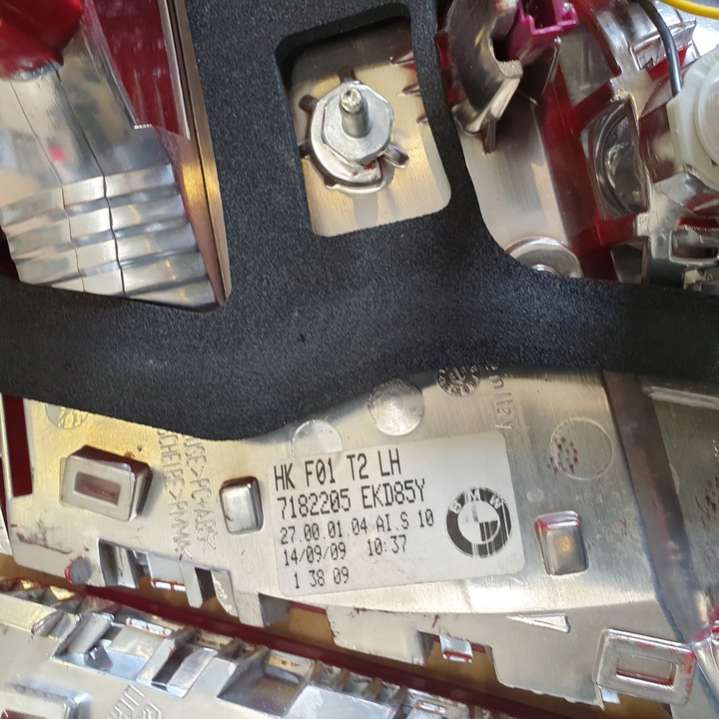 HK F01 T2 LH
7182205 EKD85Y
27.00.01.04 AI.S 10
14/09/09 10:37
1 38 09
BMW